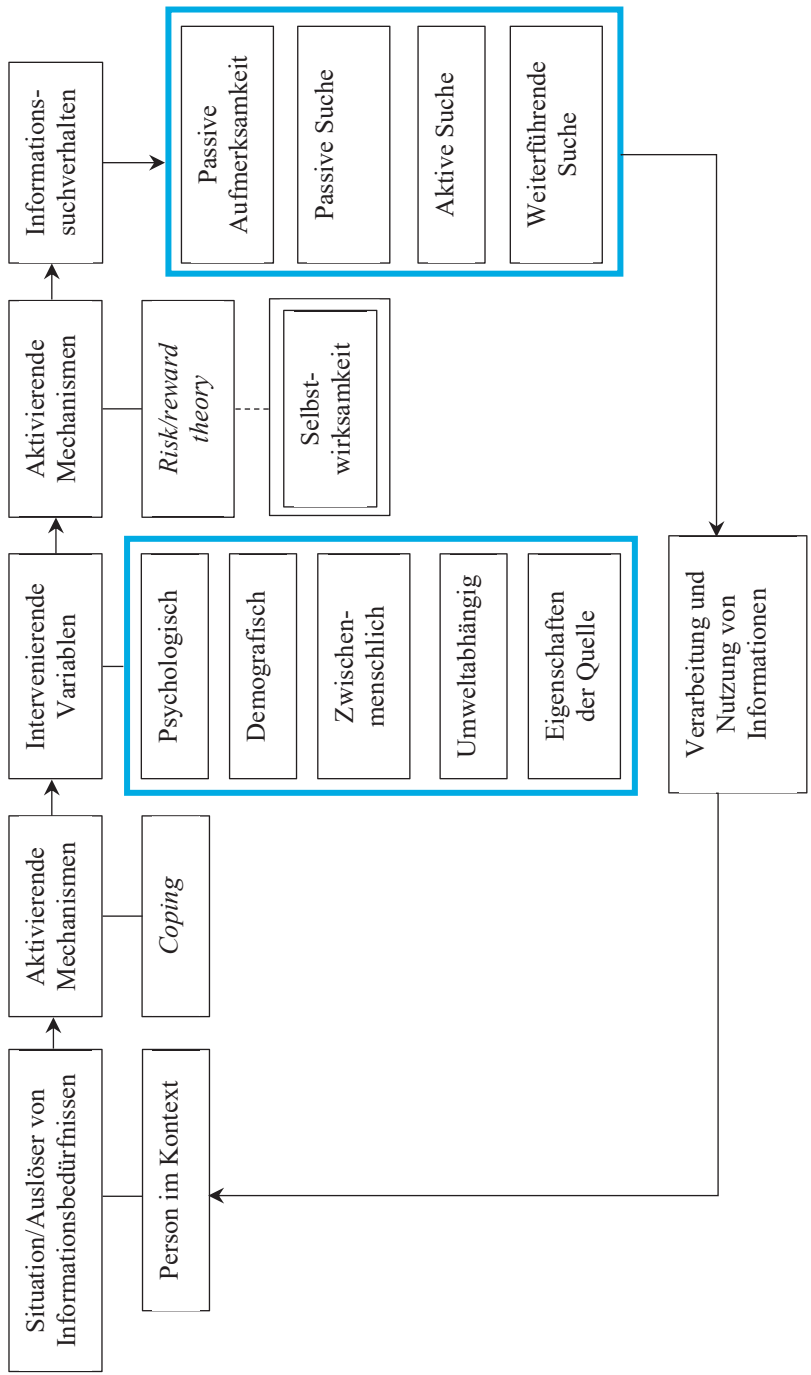 Situation/Auslöser von
Informationsbedürfnissen
Aktivierende
Mechanismen
Intervenierende
Variablen
Aktivierende
Mechanismen
Informations-
suchverhalten
Person im Kontext
Coping
Psychologisch
Demografisch
Zwischen-
menschlich
Umweltabhängig
Eigenschaften
der Quelle
Risk/reward
theory
Selbst-
wirksamkeit
Passive
Aufmerksamkeit
Passive Suche
Aktive Suche
Weiterführende
Suche
Verarbeitung und
Nutzung von
Informationen